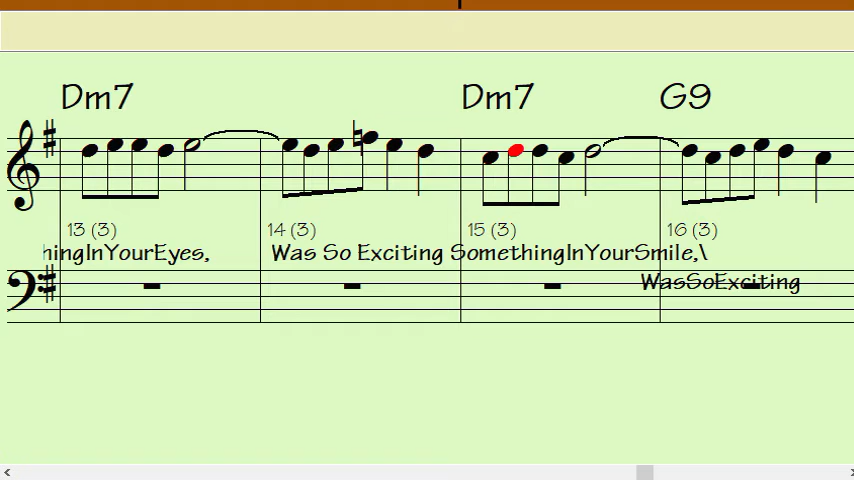 Dm7 Dm7 G9
13 (3) 14 (3) 15 (3) 16 (3)
hingInYourEyes, Was So Exciting SomethingInYourSmile,\
WasSoExciting